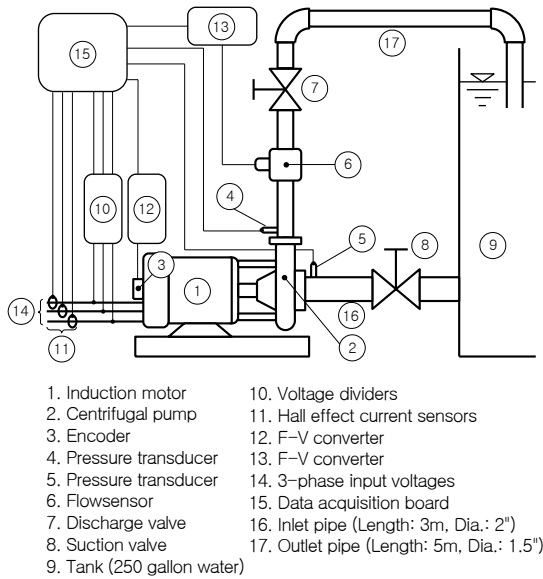 15
13
17
7
6
4
5
8
9
10
12
3
1
14
11
16
2
1. Induction motor
2. Centrifugal pump
3. Encoder
4. Pressure transducer
5. Pressure transducer
6. Flowsensor
7. Discharge valve
8. Suction valve
9. Tank (250 gallon water)
10. Voltage dividers
11. Hall effect current sensors
12. F-V converter
13. F-V converter
14. 3-phase input voltages
15. Data acquisition board
16. Inlet pipe (Length: 3m, Dia.: 2")
17. Outlet pipe (Length: 5m, Dia.: 1.5")